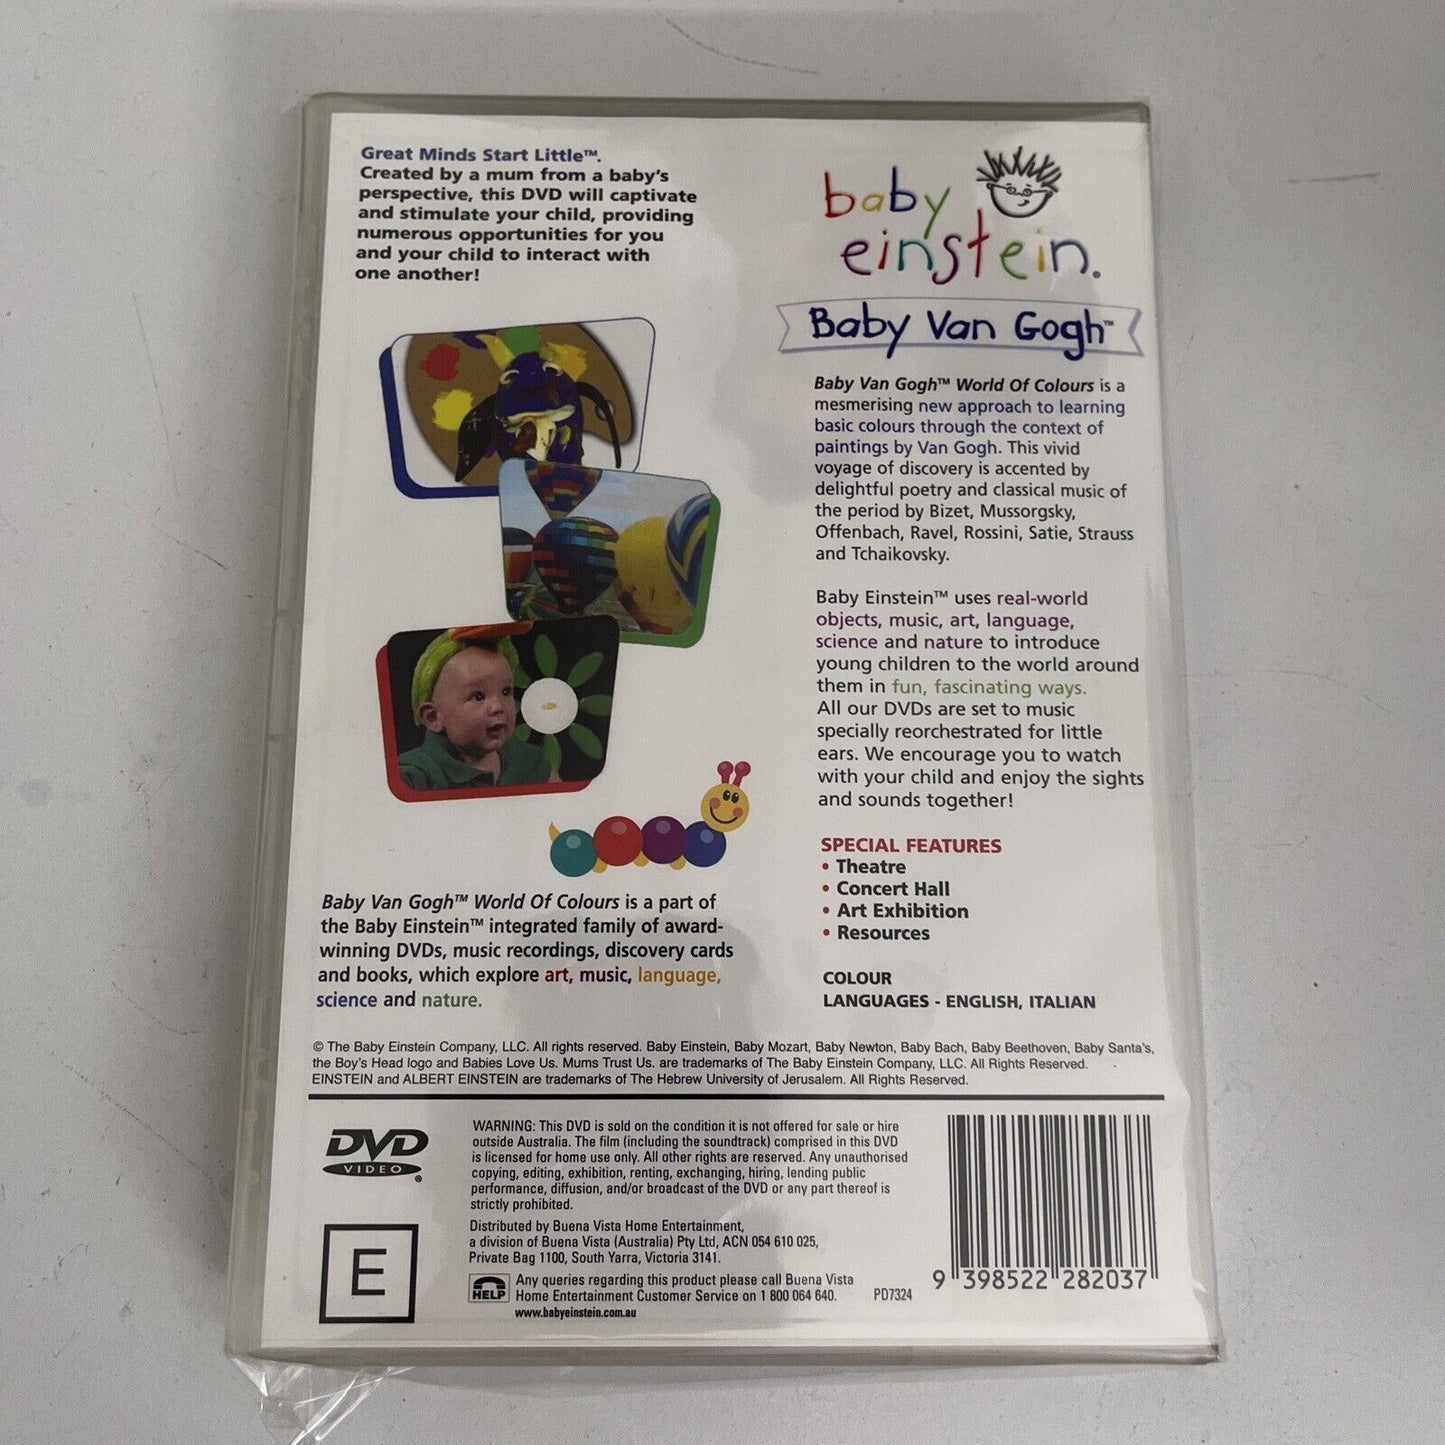 Great Minds Start Little™.
Created by a mum from a baby's
perspective, this DVD will captivate
and stimulate your child, providing
numerous opportunities for you
and your child to interact with
one another!
baby
einstein.
Baby Van Gogh™
Baby Van Gogh™ World Of Colours is a
mesmerising new approach to learning
basic colours through the context of
paintings by Van Gogh. This vivid
voyage of discovery is accented by
delightful poetry and classical music of
the period by Bizet, Mussorgsky,
Offenbach, Ravel, Rossini, Satie, Strauss
and Tchaikovsky.
Baby Einstein™ uses real-world
objects, music, art, language,
science and nature to introduce
young children to the world around
them in fun, fascinating ways.
All our DVDs are set to music
specially reorchestrated for little
ears. We encourage you to watch
with your child and enjoy the sights
and sounds together!
SPECIAL FEATURES
• Theatre
• Concert Hall
• Art Exhibition
• Resources
COLOUR
LANGUAGES - ENGLISH, ITALIAN
Baby Van Gogh™ World Of Colours is a part of
the Baby Einstein™ integrated family of award-
winning DVDs, music recordings, discovery cards
and books, which explore art, music, language,
science and nature.
© The Baby Einstein Company, LLC. All rights reserved. Baby Einstein, Baby Mozart, Baby Newton, Baby Bach, Baby Beethoven, Baby Santa's,
the Boy's Head logo and Babies Love Us. Mums Trust Us. are trademarks of The Baby Einstein Company, LLC. All Rights Reserved.
EINSTEIN and ALBERT EINSTEIN are trademarks of The Hebrew University of Jerusalem. All Rights Reserved.
DVD
VIDEO®
E
WARNING: This DVD is sold on the condition it is not offered for sale or hire
outside Australia. The film (including the soundtrack) comprised in this DVD
is licensed for home use only. All other rights are reserved. Any unauthorised
copying, editing, exhibition, renting, exchanging, hiring, lending public
performance, diffusion, and/or broadcast of the DVD or any part thereof is
strictly prohibited.
Distributed by Buena Vista Home Entertainment,
a division of Buena Vista (Australia) Pty Ltd, ACN 054 610 025,
Private Bag 1100, South Yarra, Victoria 3141.
HELP
Any queries regarding this product please call Buena Vista
Home Entertainment Customer Service on 1 800 064 640.
www.babyeinstein.com.au
PD7324
9 398522 282037